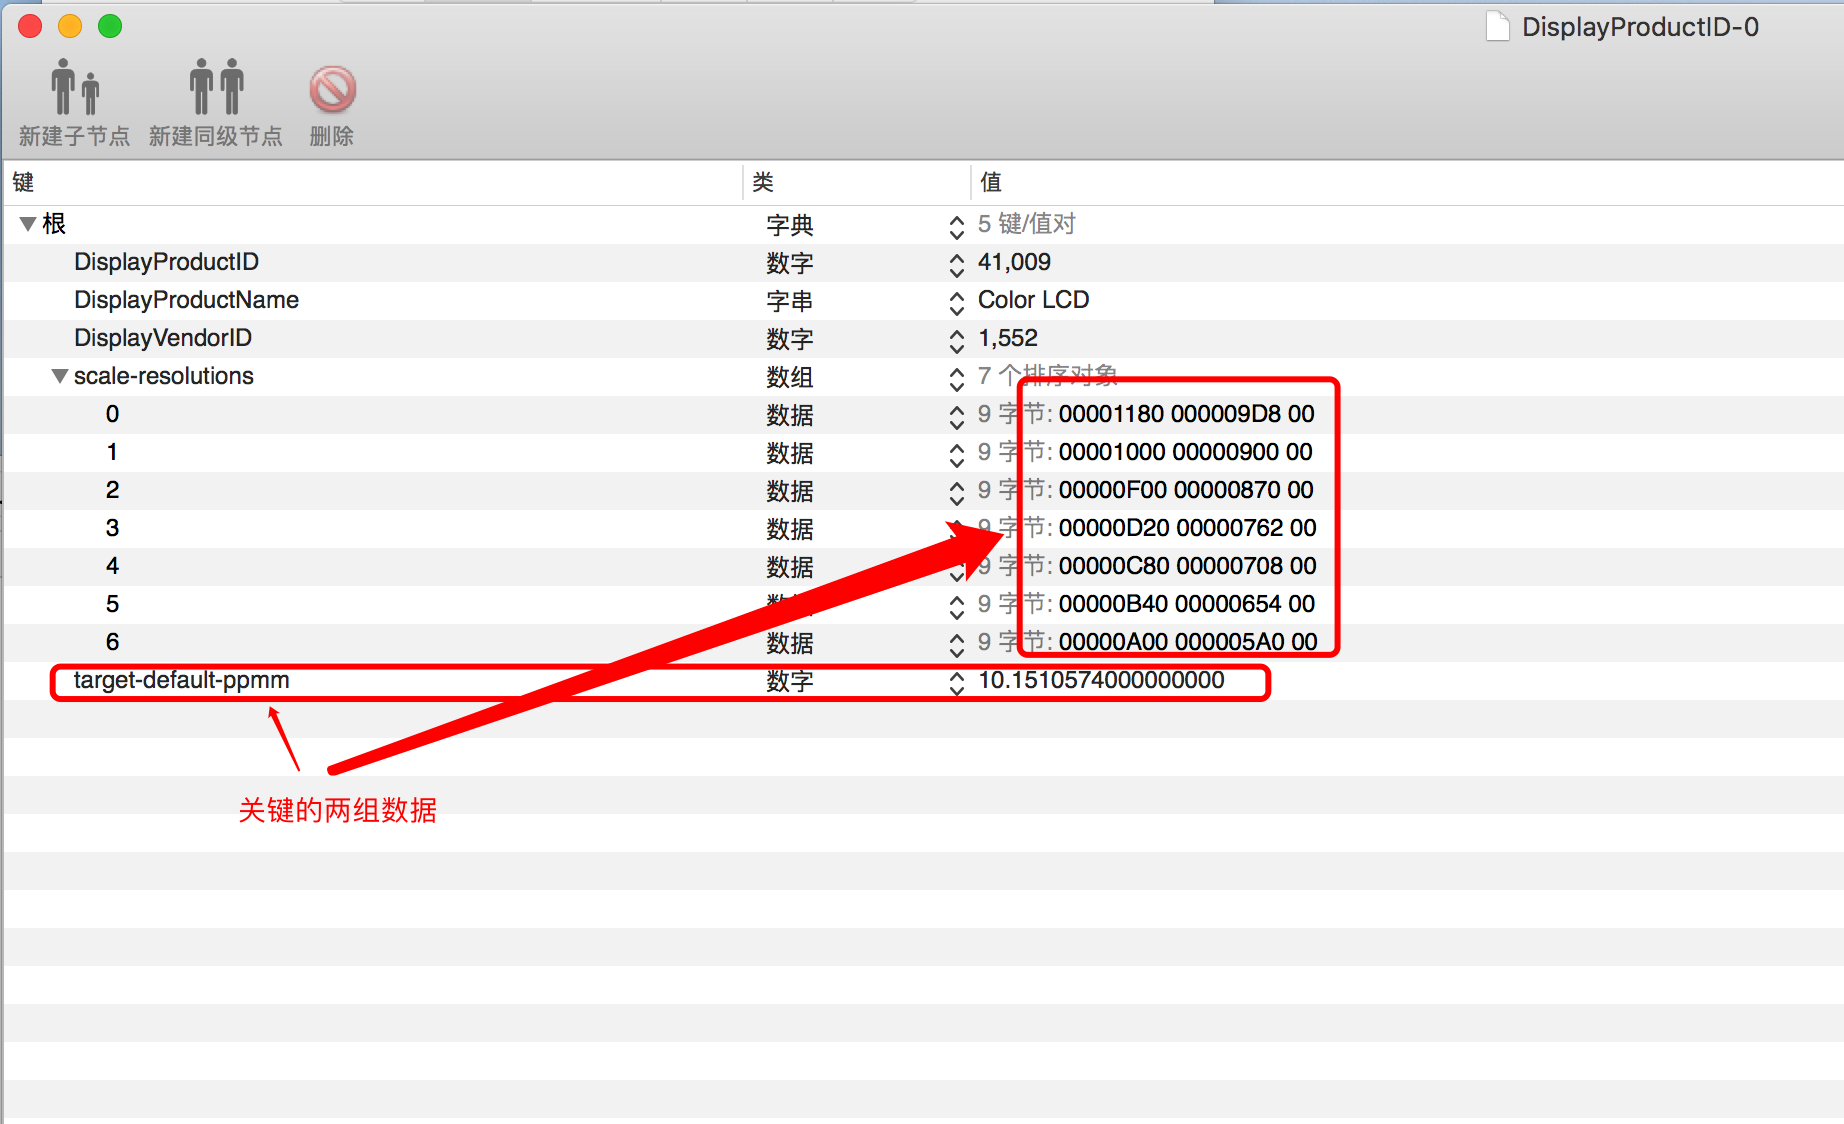 DisplayProductID-0
新建子节点 新建同级节点 删除
键 类 值
根 字典 5 键/值对
DisplayProductID 数字 41,009
DisplayProductName 字串 Color LCD
DisplayVendorID 数字 1,552
scale-resolutions 数组 7 个排序对象
0 数据 9 字节: 00001180 000009D8 00
1 数据 9 字节: 00001000 00000900 00
2 数据 9 字节: 00000F00 00000870 00
3 数据 9 字节: 00000D20 00000762 00
4 数据 9 字节: 00000C80 00000708 00
5 数据 9 字节: 00000B40 00000654 00
6 数据 9 字节: 00000A00 000005A0 00
target-default-ppmm 数字 10.1510574000000000
关键的两组数据